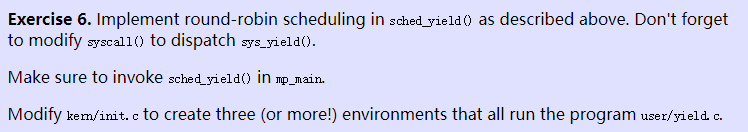 Exercise 6. Implement round-robin scheduling in sched_yield() as described above. Don't forget
to modify syscall() to dispatch sys_yield().
Make sure to invoke sched_yield() in mp_main.
Modify kern/init.c to create three (or more!) environments that all run the program user/yield.c.